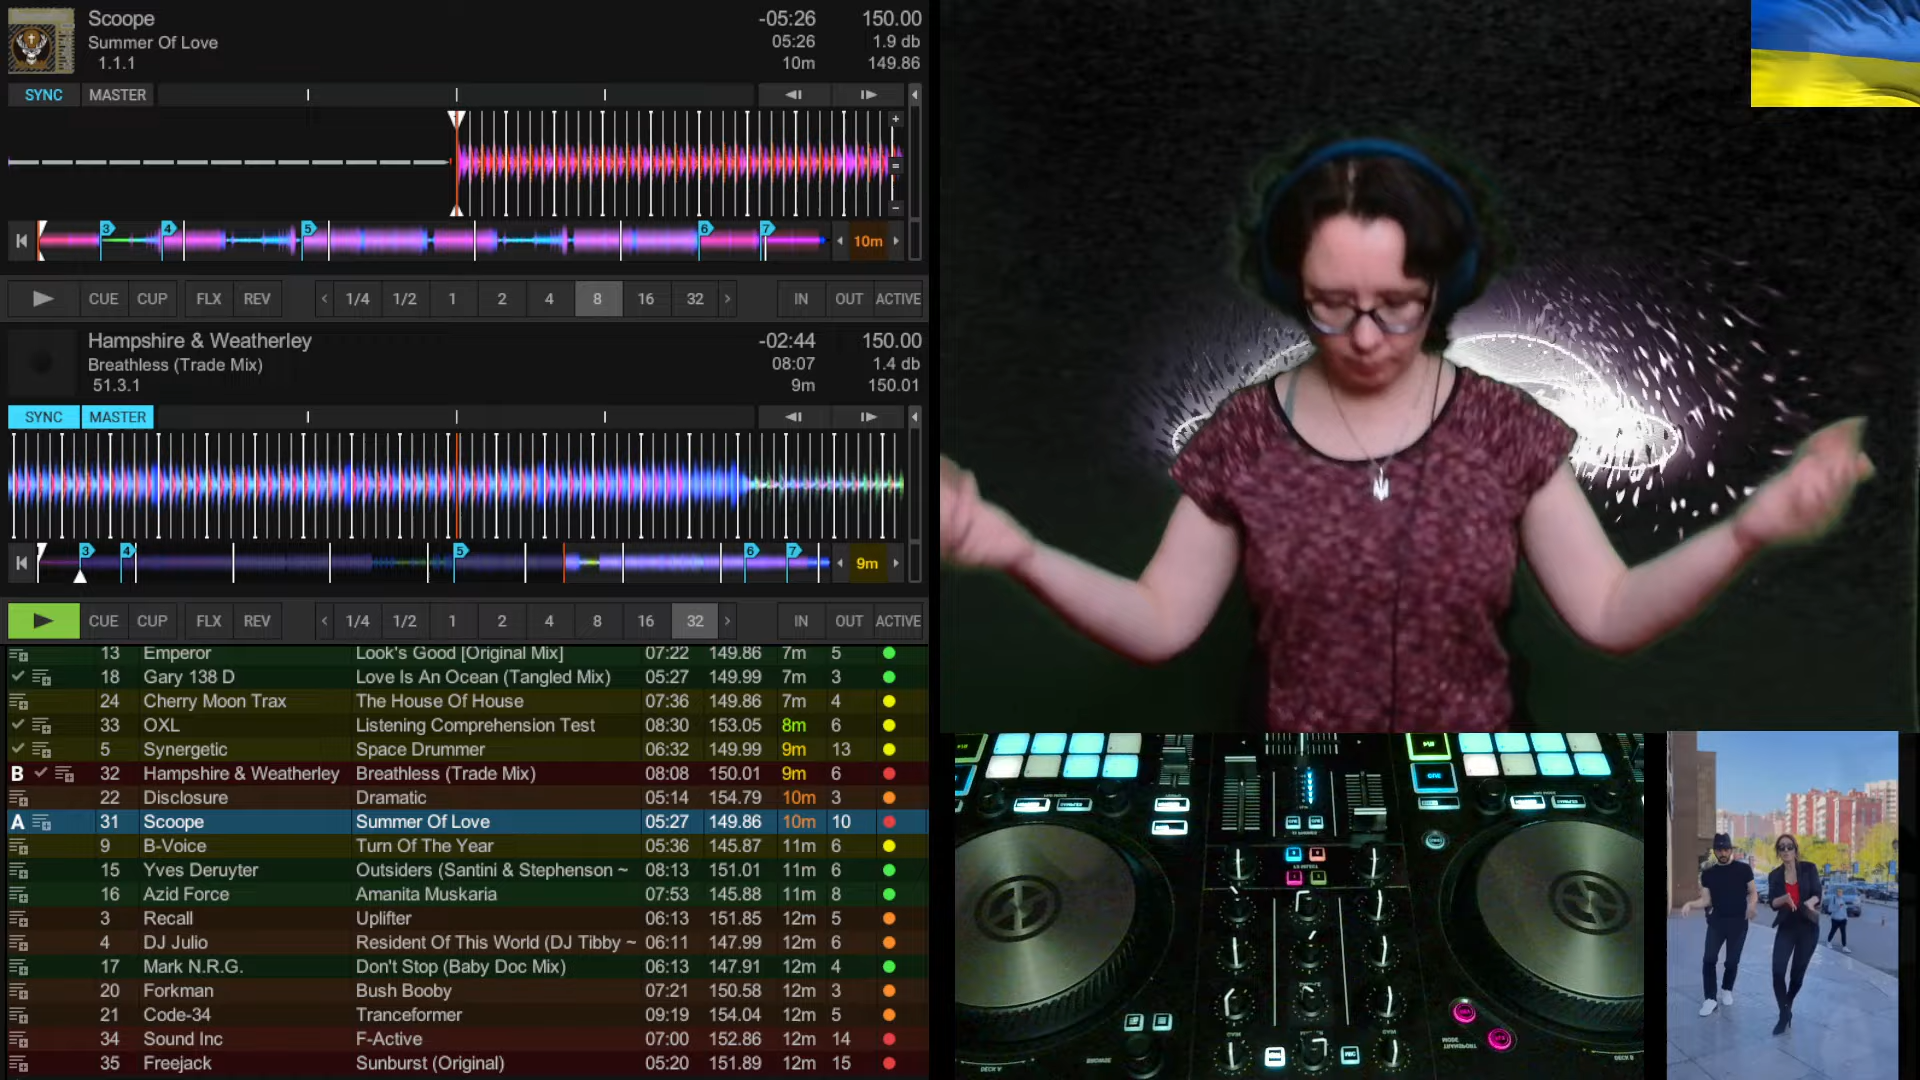 Scoope -05:26 150.00
Summer Of Love 05:26 1.9 db
1.1.1 10m 149.86
SYNC MASTER
3 4 5 6 7 10m
CUE CUP FLX REV 1/4 1/2 1 2 4 8 16 32 IN OUT ACTIVE
Hampshire & Weatherley -02:44 150.00
Breathless (Trade Mix) 08:07 1.4 db
51.3.1 9m 150.01
SYNC MASTER
3 4 5 6 7 9m
CUE CUP FLX REV 1/4 1/2 1 2 4 8 16 32 IN OUT ACTIVE
13 Emperor Look's Good [Original Mix] 07:22 149.86 7m 5
18 Gary 138 D Love Is An Ocean (Tangled Mix) 05:27 149.99 7m 3
24 Cherry Moon Trax The House Of House 07:36 149.86 7m 4
33 OXL Listening Comprehension Test 08:30 153.05 8m 6
5 Synergetic Space Drummer 06:32 149.99 9m 13
B 32 Hampshire & Weatherley Breathless (Trade Mix) 08:08 150.01 9m 6
22 Disclosure Dramatic 05:14 154.79 10m 3
A 31 Scoope Summer Of Love 05:27 149.86 10m 10
9 B-Voice Turn Of The Year 05:36 145.87 11m 6
15 Yves Deruyter Outsiders (Santini & Stephenson ~ 08:13 151.01 11m 6
16 Azid Force Amanita Muskaria 07:53 145.88 11m 8
3 Recall Uplifter 06:13 151.85 12m 5
4 DJ Julio Resident Of This World (DJ Tibby ~ 06:11 147.99 12m 6
17 Mark N.R.G. Don't Stop (Baby Doc Mix) 06:13 147.91 12m 4
20 Forkman Bush Booby 07:21 150.58 12m 3
21 Code-34 Tranceformer 09:19 154.04 12m 5
34 Sound Inc F-Active 07:00 152.86 12m 14
35 Freejack Sunburst (Original) 05:20 151.89 12m 15